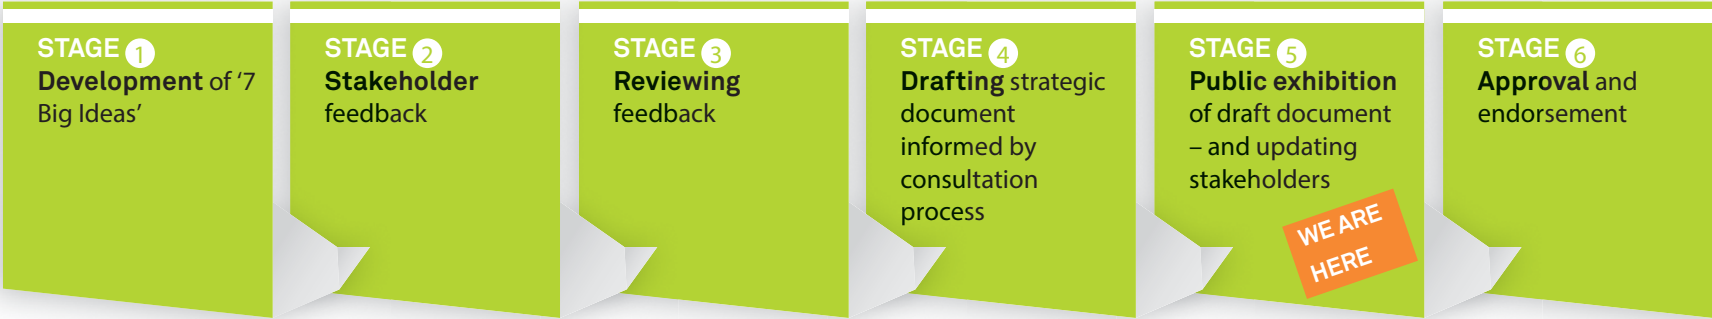 STAGE 1
Development of ‘7
Big Ideas’
STAGE 2
Stakeholder
feedback
STAGE 3
Reviewing
feedback
STAGE 4
Drafting strategic
document
informed by
consultation
process
STAGE 5
Public exhibition
of draft document
– and updating
stakeholders
WE ARE
HERE
STAGE 6
Approval and
endorsement